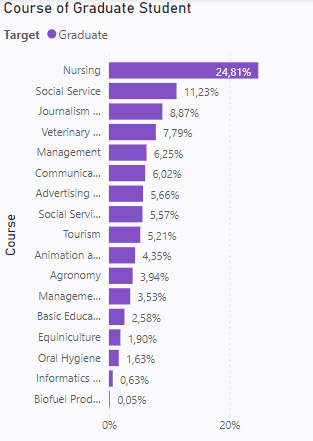 Course of Graduate Student
Target Graduate
Course
Nursing 24,81%
Social Service 11,23%
Journalism ... 8,87%
Veterinary ... 7,79%
Management 6,25%
Communica... 6,02%
Advertising ... 5,66%
Social Servi... 5,57%
Tourism 5,21%
Animation a... 4,35%
Agronomy 3,94%
Manageme... 3,53%
Basic Educa... 2,58%
Equiniculture 1,90%
Oral Hygiene 1,63%
Informatics ... 0,63%
Biofuel Prod... 0,05%
0% 20%